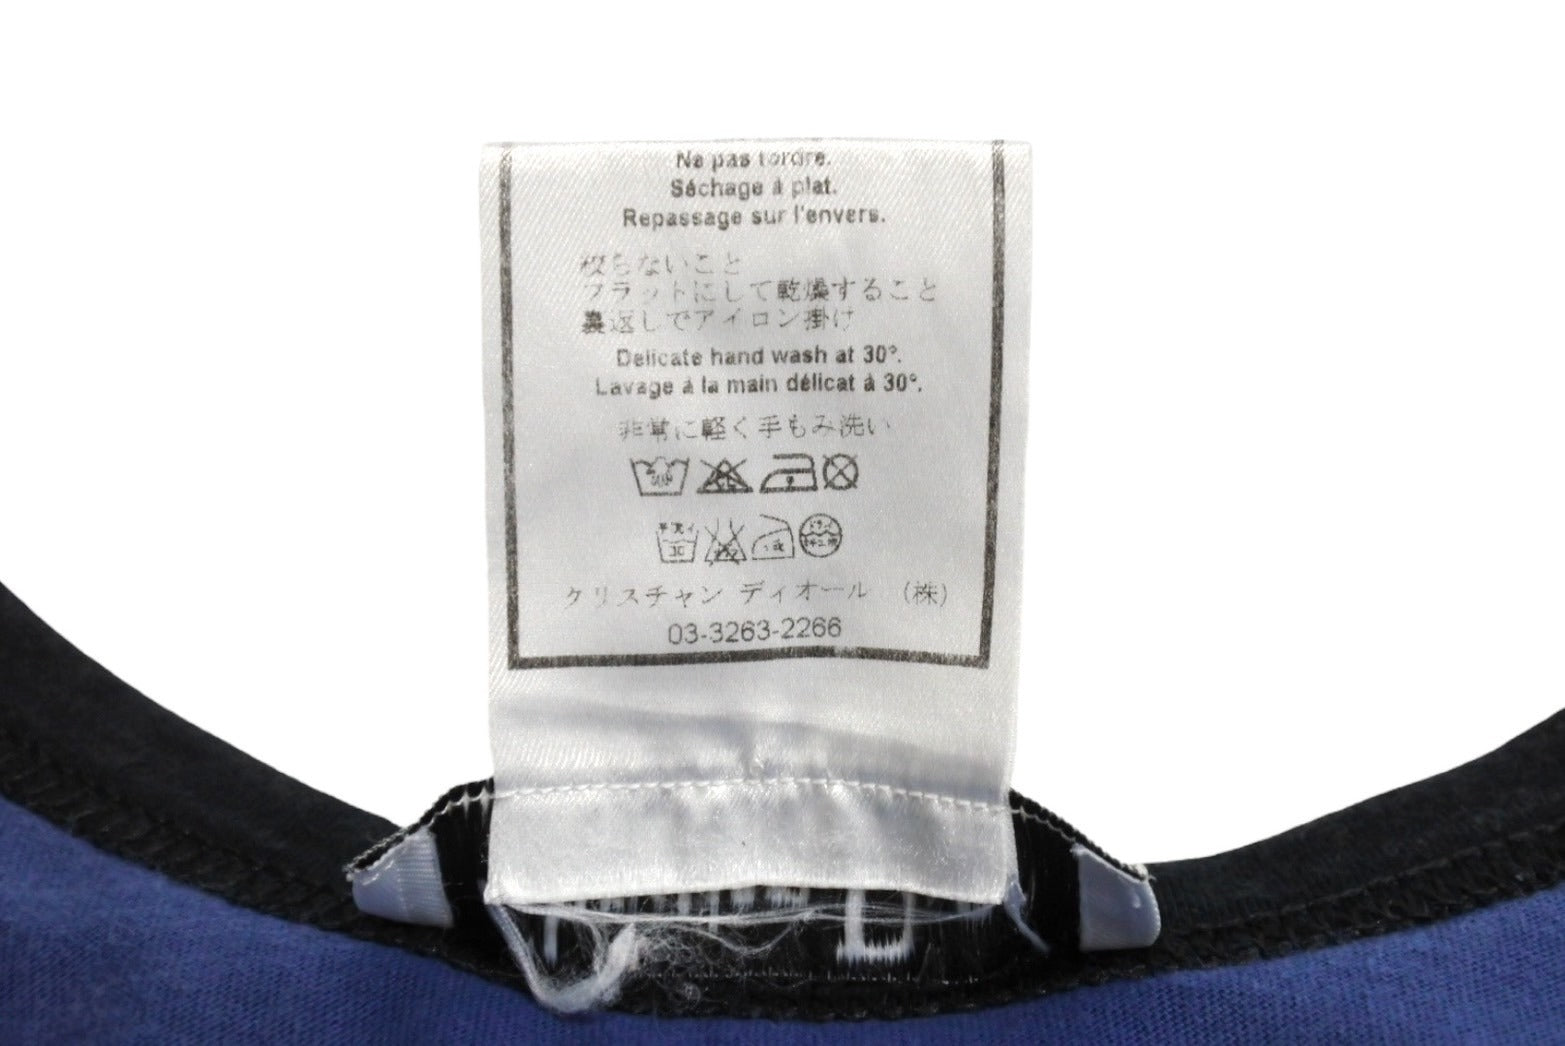 Ne pas tordre.
Séchage à plat.
Repassage sur l'envers.
絞らないこと
フラットにして乾燥すること
裏返しでアイロン掛け
Delicate hand wash at 30°.
Lavage à la main délicat à 30°.
非常に軽く手もみ洗い
30
クリスチャン ディオール (株)
03-3263-2266